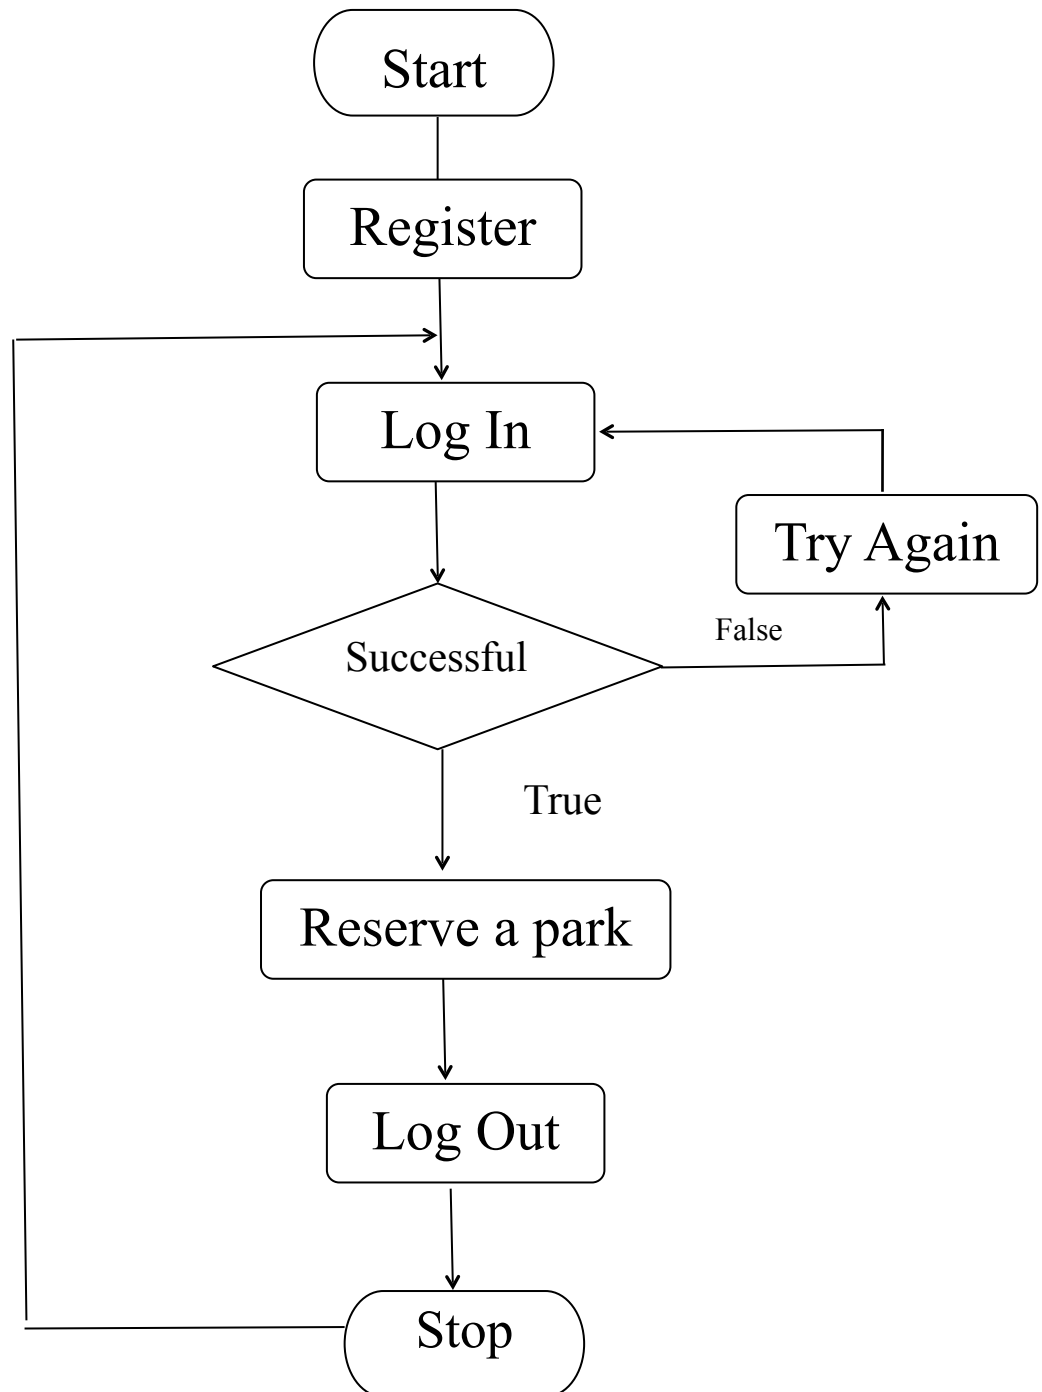 Start
Register
Log In
Try Again
False
Successful
True
Reserve a park
Log Out
Stop